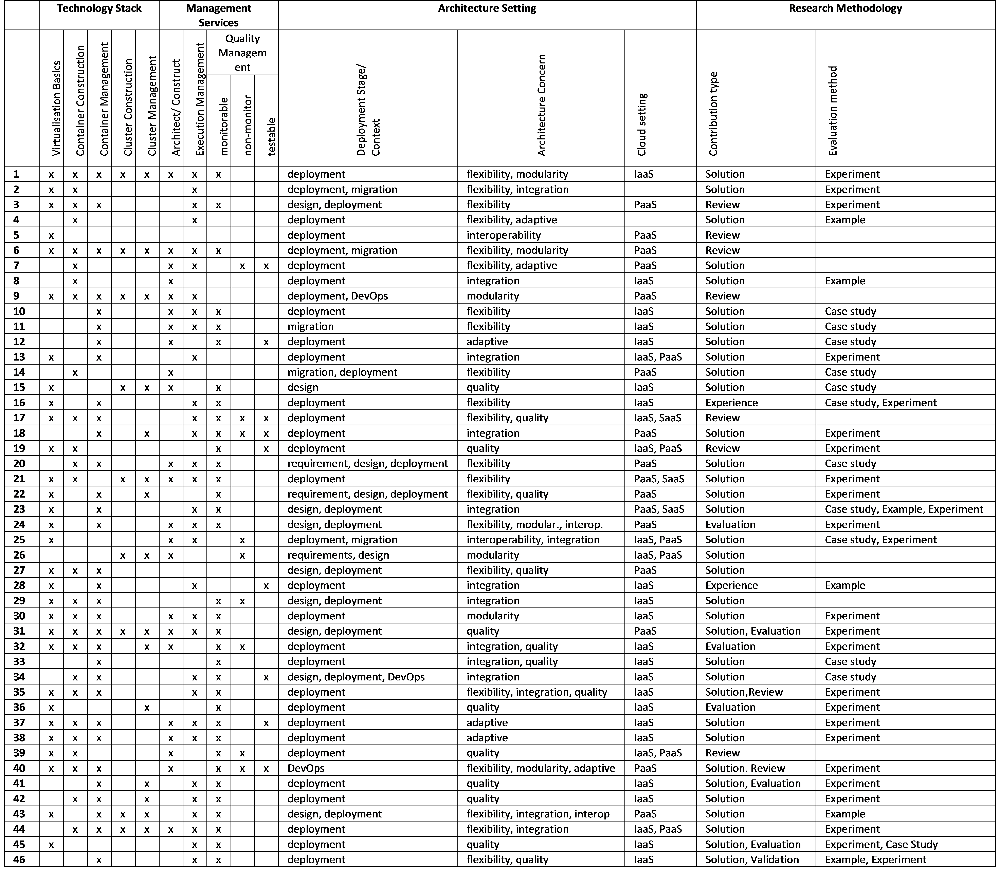 Technology Stack Management Services Architecture Setting Research Methodology
Virtualisation Basics
Container Construction
Container Management
Cluster Construction
Cluster Management
Architect/ Construct
Execution Management
Quality
Managem
ent
monitorable
non-monitor
testable
Deployment Stage/
Context
Architecture Concern
Cloud setting
Contribution type
Evaluation method
1 x x x x x x x x deployment flexibility, modularity IaaS Solution Experiment
2 x x x deployment, migration flexibility, integration Solution Experiment
3 x x x x x design, deployment flexibility PaaS Review Experiment
4 x x deployment flexibility, adaptive Solution Example
5 x deployment interoperability PaaS Review
6 x x x x x x x x deployment, migration flexibility, modularity PaaS Review
7 x x x x x deployment flexibility, adaptive PaaS Solution
8 x x deployment integration IaaS Solution Example
9 x x x x x x x deployment, DevOps modularity PaaS Review
10 x x x x deployment flexibility IaaS Solution Case study
11 x x x x migration flexibility IaaS Solution Case study
12 x x x x deployment adaptive IaaS Solution Case study
13 x x x deployment integration IaaS, PaaS Solution Experiment
14 x x migration, deployment flexibility PaaS Solution Case study
15 x x x x x design quality IaaS Solution Case study
16 x x x x deployment flexibility IaaS Experience Case study, Experiment
17 x x x x x x x deployment flexibility, quality IaaS, SaaS Review
18 x x x x x x deployment integration PaaS Solution Experiment
19 x x x x deployment quality IaaS, PaaS Review Experiment
20 x x x x x requirement, design, deployment flexibility PaaS Solution Case study
21 x x x x x x x deployment flexibility PaaS, SaaS Solution Experiment
22 x x x x requirement, design, deployment flexibility, quality PaaS Solution Experiment
23 x x x x design, deployment integration PaaS, SaaS Solution Case study, Example, Experiment
24 x x x x x design, deployment flexibility, modular., interop. PaaS Evaluation Experiment
25 x x x x deployment, migration interoperability, integration IaaS, PaaS Solution Case study, Experiment
26 x x x x requirements, design modularity IaaS, PaaS Solution
27 x x x design, deployment flexibility, quality PaaS Solution
28 x x x x deployment integration IaaS Experience Example
29 x x x x x design, deployment integration IaaS Solution
30 x x x x x x deployment modularity IaaS Solution Experiment
31 x x x x x x x x design, deployment quality PaaS Solution, Evaluation Experiment
32 x x x x x x x deployment integration, quality IaaS Evaluation Experiment
33 x x deployment integration, quality IaaS Solution Case study
34 x x x x x design, deployment, DevOps integration IaaS Solution Case study
35 x x x x x deployment flexibility, integration, quality IaaS Solution,Review Experiment
36 x x x deployment quality IaaS Evaluation Experiment
37 x x x x x x x deployment adaptive IaaS Solution Experiment
38 x x x x x x deployment adaptive IaaS Solution Experiment
39 x x x x x deployment quality IaaS, PaaS Review
40 x x x x x x x DevOps flexibility, modularity, adaptive PaaS Solution. Review Experiment
41 x x x x deployment quality IaaS Solution, Evaluation Experiment
42 x x x x x deployment quality IaaS Solution Experiment
43 x x x x x x design, deployment flexibility, integration, interop PaaS Solution Example
44 x x x x x x x deployment flexibility, integration IaaS, PaaS Solution Experiment
45 x x x deployment quality IaaS Solution, Evaluation Experiment, Case Study
46 x x x deployment flexibility, quality IaaS Solution, Validation Example, Experiment